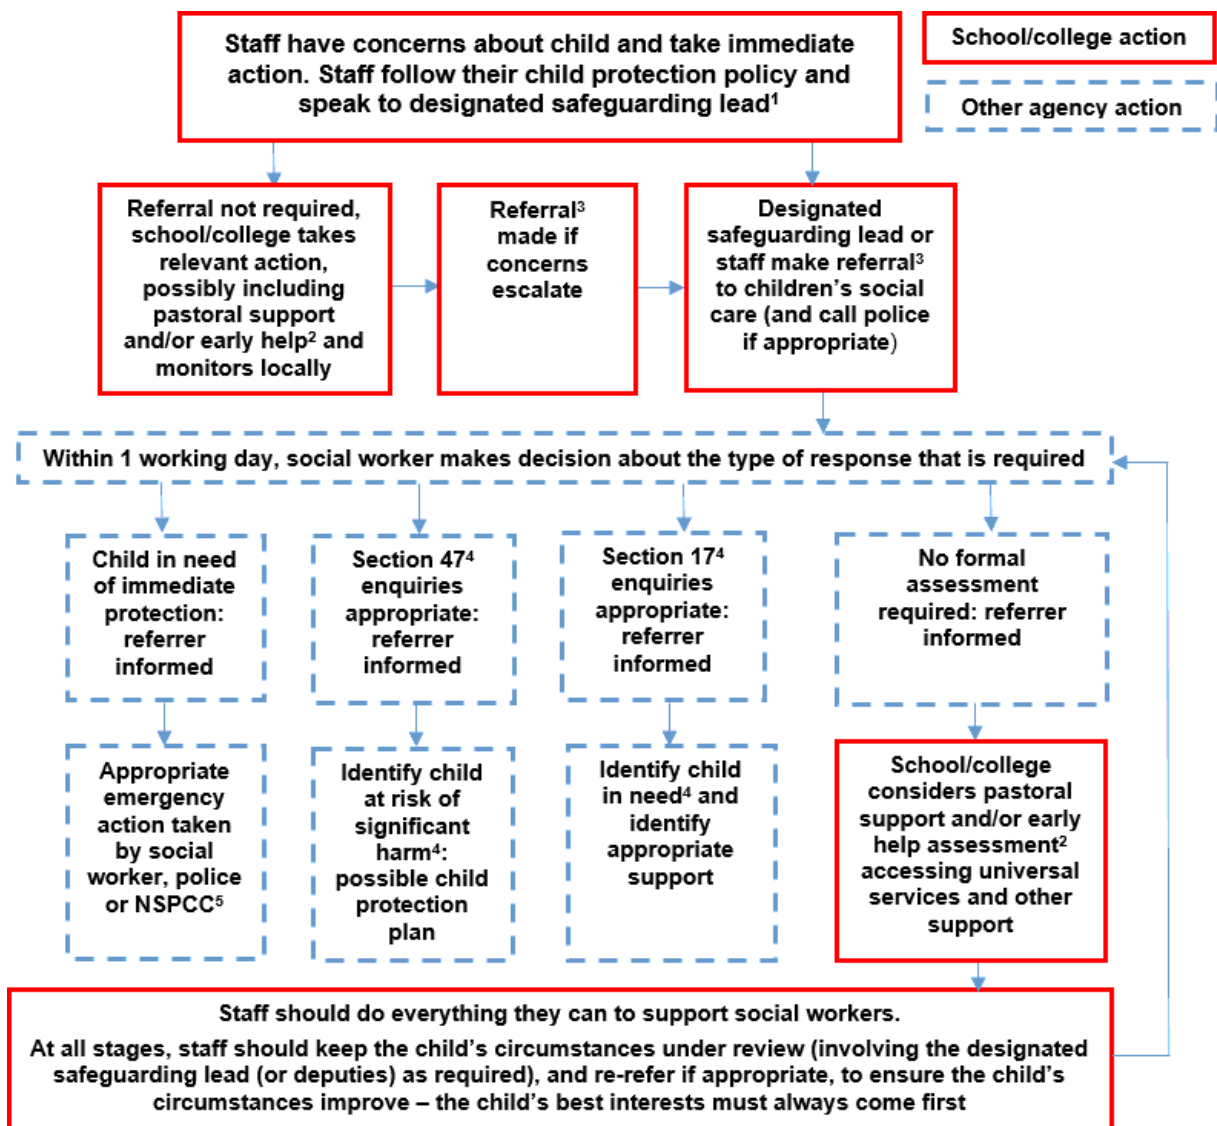 Staff have concerns about child and take immediate
action. Staff follow their child protection policy and
speak to designated safeguarding lead¹
School/college action
Other agency action
Referral not required,
school/college takes
relevant action,
possibly including
pastoral support
and/or early help² and
monitors locally
Referral³
made if
concerns
escalate
Designated
safeguarding lead or
staff make referral³
to children’s social
care (and call police
if appropriate)
Within 1 working day, social worker makes decision about the type of response that is required
Child in need
of immediate
protection:
referrer
informed
Section 47⁴
enquiries
appropriate:
referrer
informed
Section 17⁴
enquiries
appropriate:
referrer
informed
No formal
assessment
required: referrer
informed
Appropriate
emergency
action taken
by social
worker, police
or NSPCC⁵
Identify child
at risk of
significant
harm⁴:
possible child
protection
plan
Identify child
in need⁴ and
identify
appropriate
support
School/college
considers pastoral
support and/or early
help assessment²
accessing universal
services and other
support
Staff should do everything they can to support social workers.
At all stages, staff should keep the child’s circumstances under review (involving the designated
safeguarding lead (or deputies) as required), and re-refer if appropriate, to ensure the child’s
circumstances improve – the child’s best interests must always come first